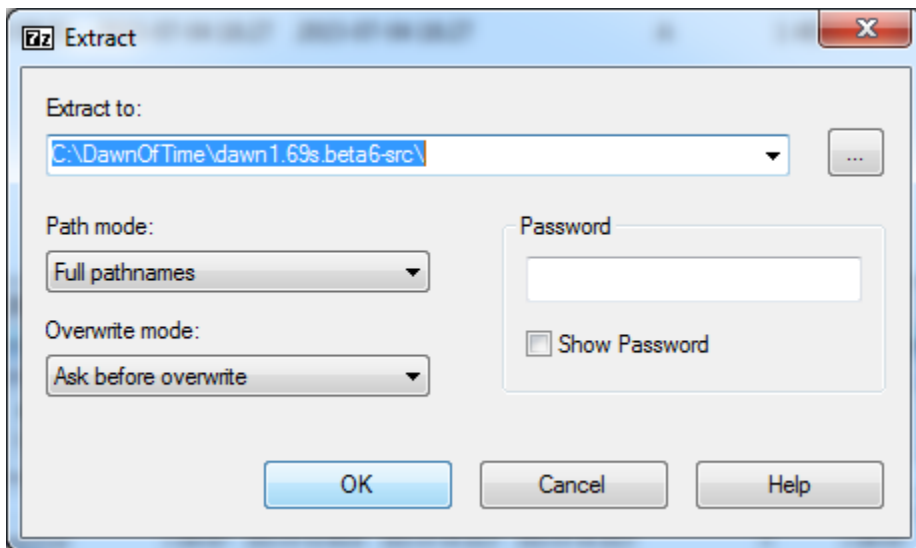 7z Extract
Extract to:
C:\DawnOfTime\dawn1.69s.beta6-src\
...
Path mode:
Full pathnames
Overwrite mode:
Ask before overwrite
Password
Show Password
OK
Cancel
Help